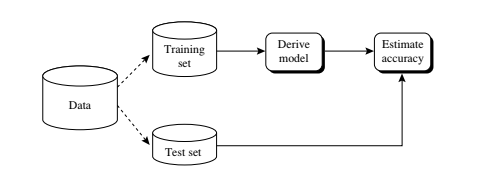 Training
set
Derive
model
Estimate
accuracy
Data
Test set